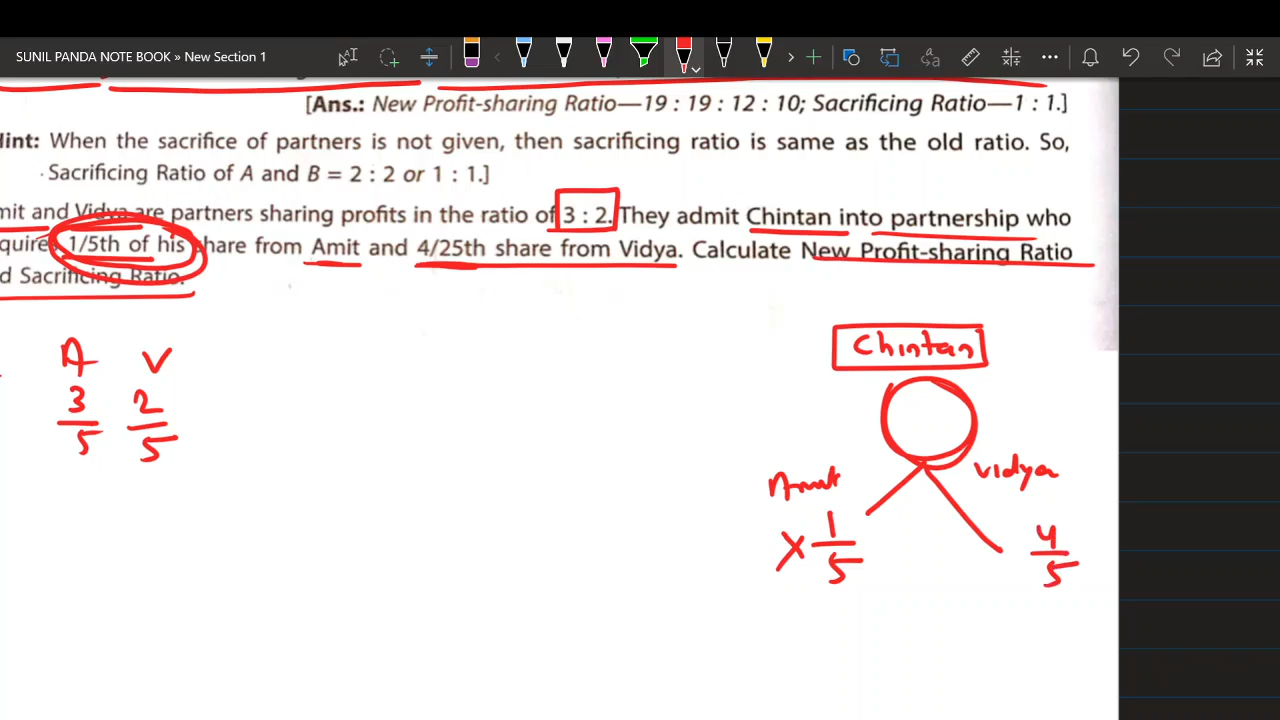 SUNIL PANDA NOTE BOOK » New Section 1
[Ans.: New Profit-sharing Ratio—19 : 19 : 12 : 10; Sacrificing Ratio—1 : 1.]
Hint: When the sacrifice of partners is not given, then sacrificing ratio is same as the old ratio. So,
Sacrificing Ratio of A and B = 2 : 2 or 1 : 1.]
mit and Vidya are partners sharing profits in the ratio of 3 : 2. They admit Chintan into partnership who
quires 1/5th of his share from Amit and 4/25th share from Vidya. Calculate New Profit-sharing Ratio
d Sacrificing Ratio.
Chintan
A V
3/5 2/5
Amit Vidya
X 1/5 4/5